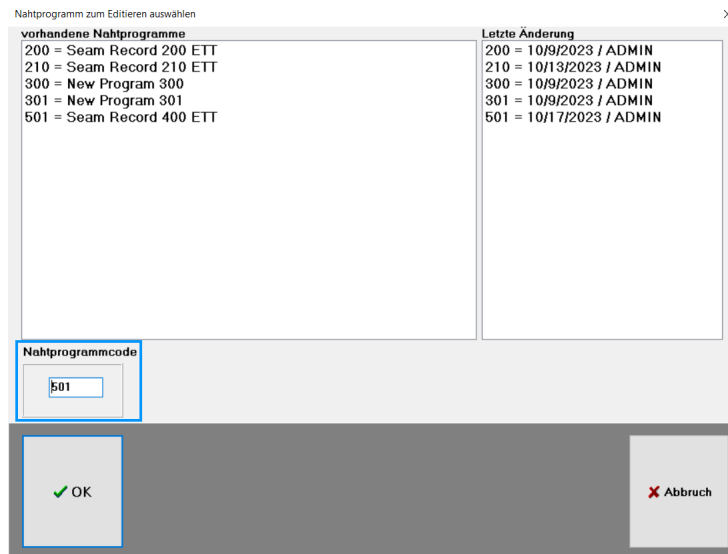 Nahtprogramm zum Editieren auswählen
vorhandene Nahtprogramme
200 = Seam Record 200 ETT
210 = Seam Record 210 ETT
300 = New Program 300
301 = New Program 301
501 = Seam Record 400 ETT
Letzte Änderung
200 = 10/9/2023 / ADMIN
210 = 10/13/2023 / ADMIN
300 = 10/9/2023 / ADMIN
301 = 10/9/2023 / ADMIN
501 = 10/17/2023 / ADMIN
Nahtprogrammcode
501
OK
Abbruch